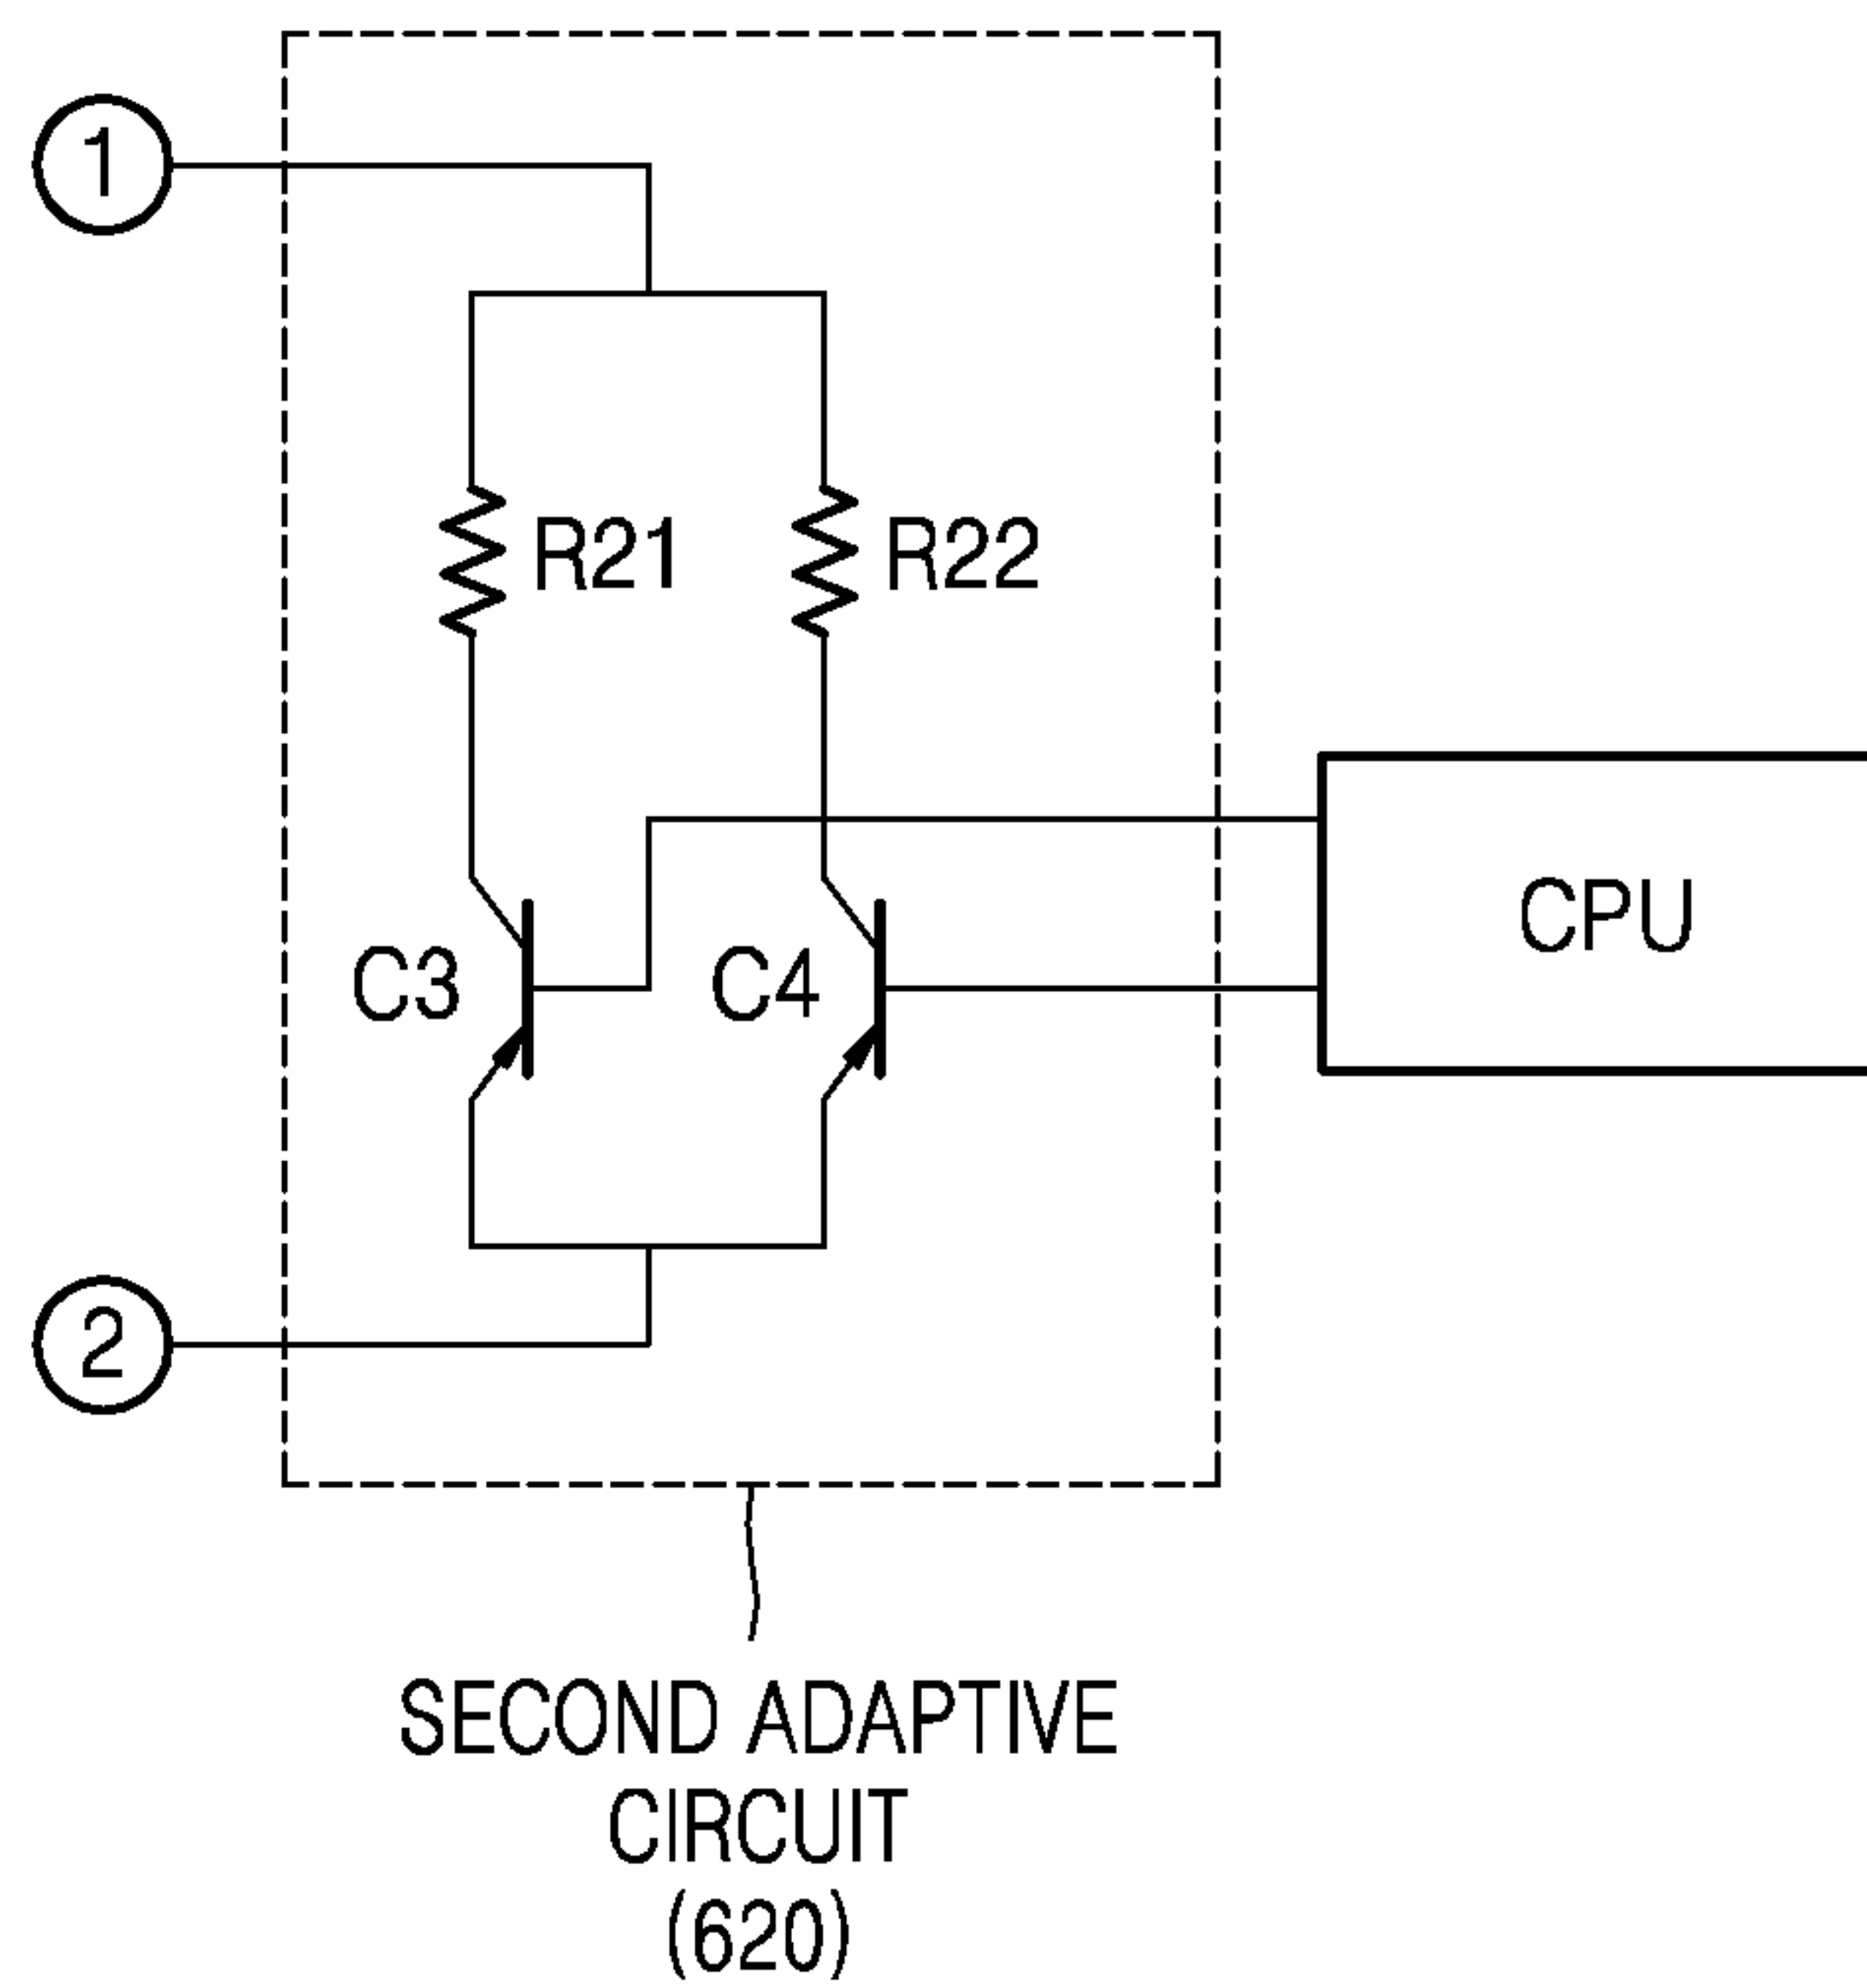 1
R21
R22
CPU
C3
C4
2
SECOND ADAPTIVE
CIRCUIT
(620)